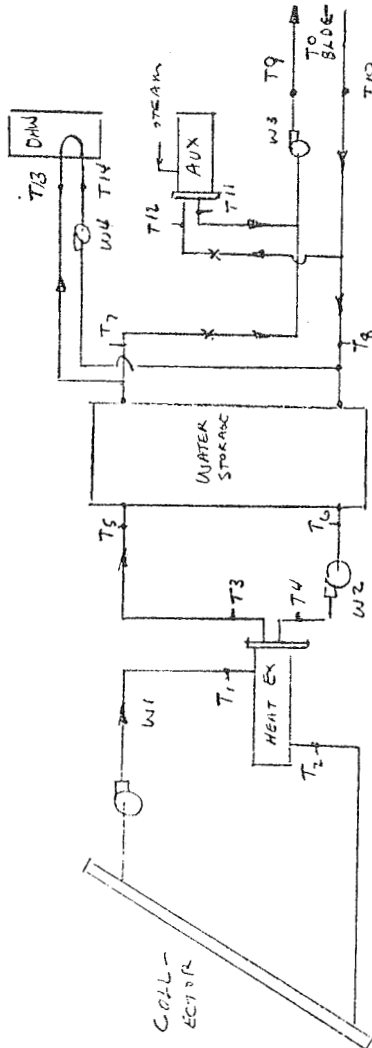 COLL-
ECTOR
W1
T1
T2
HEAT EX
T3
T4
W2
T5
T6
WATER
STORAGE
T7
T8
T13
T14
W4
DHW
T12
T11
AUX
STEAM
W3
T9
TO
BLDG
T10